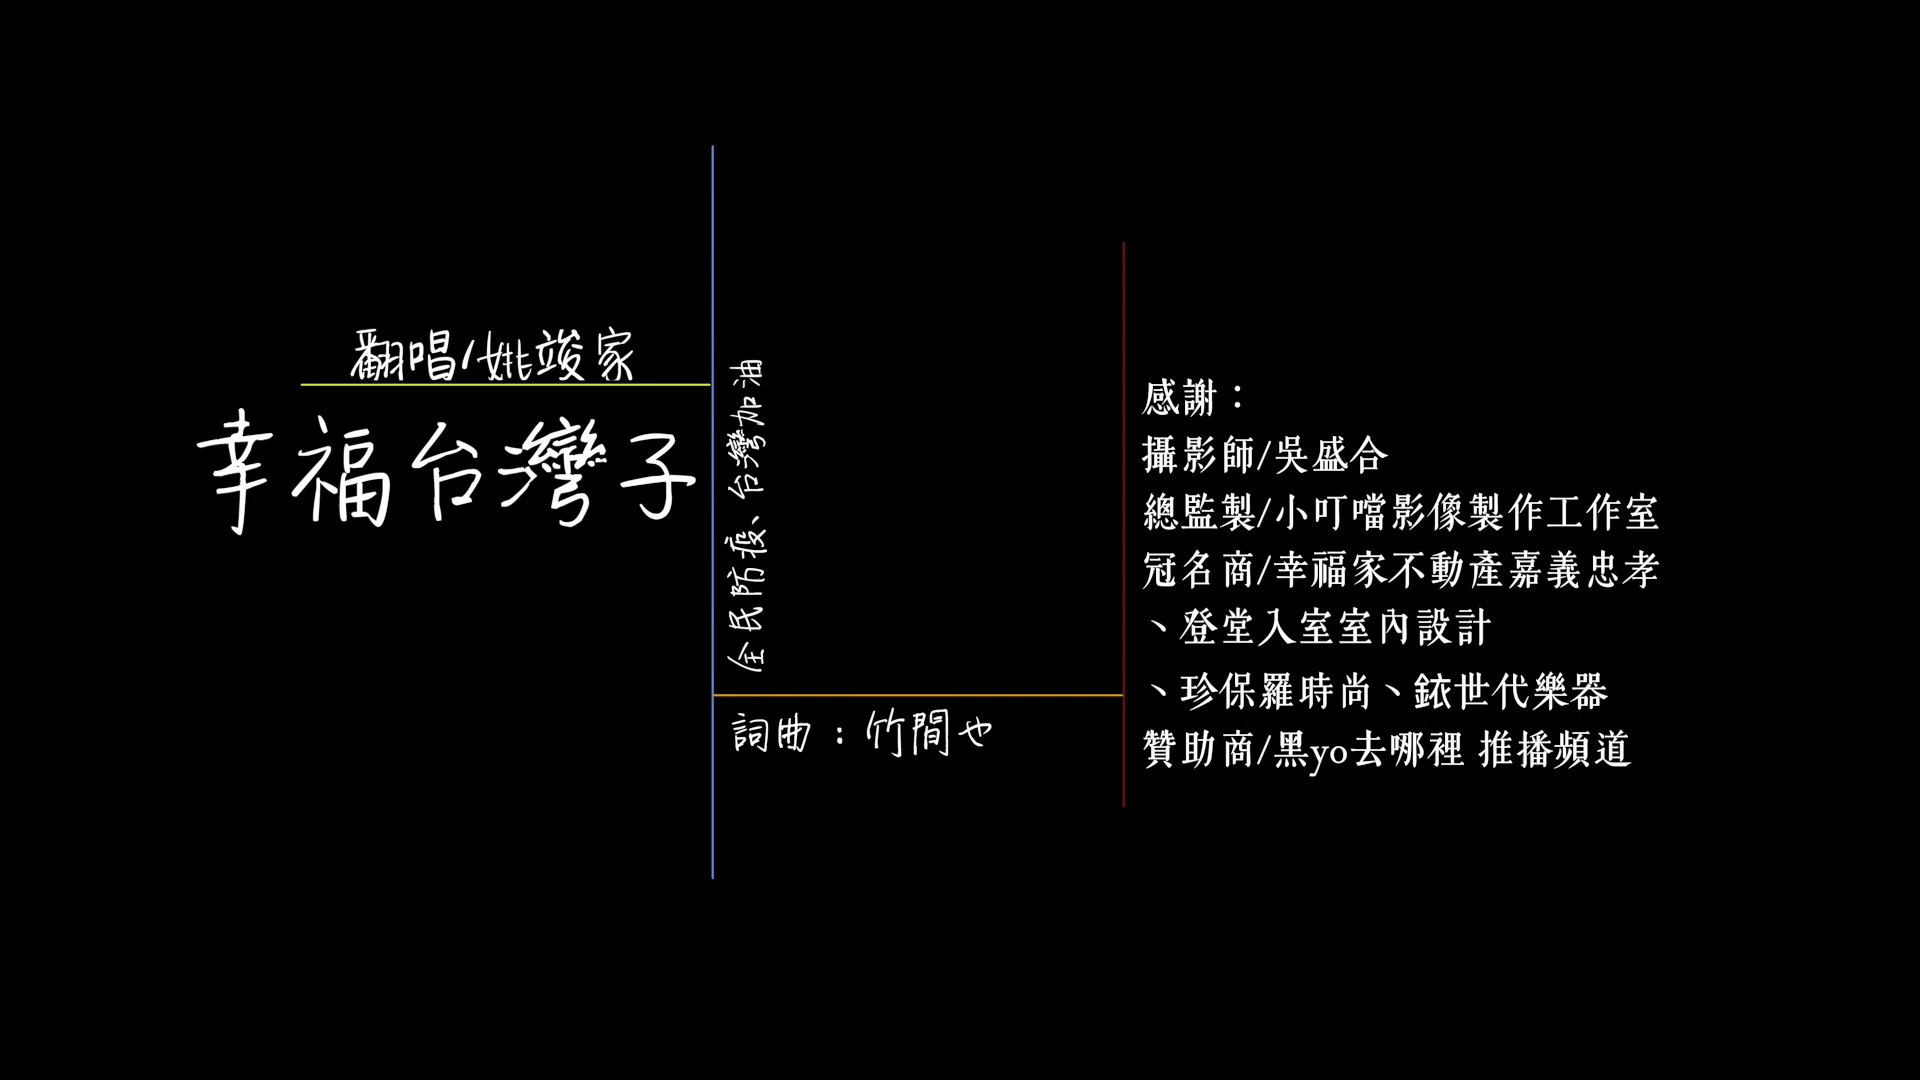 翻唱/姚竣家
幸福台灣子
全民防疫、台灣加油
詞曲：竹間也
感謝：
攝影師/吳盛合
總監製/小叮噹影像製作工作室
冠名商/幸福家不動產嘉義忠孝
、登堂入室室內設計
、珍保羅時尚、銥世代樂器
贊助商/黑yo去哪裡 推播頻道